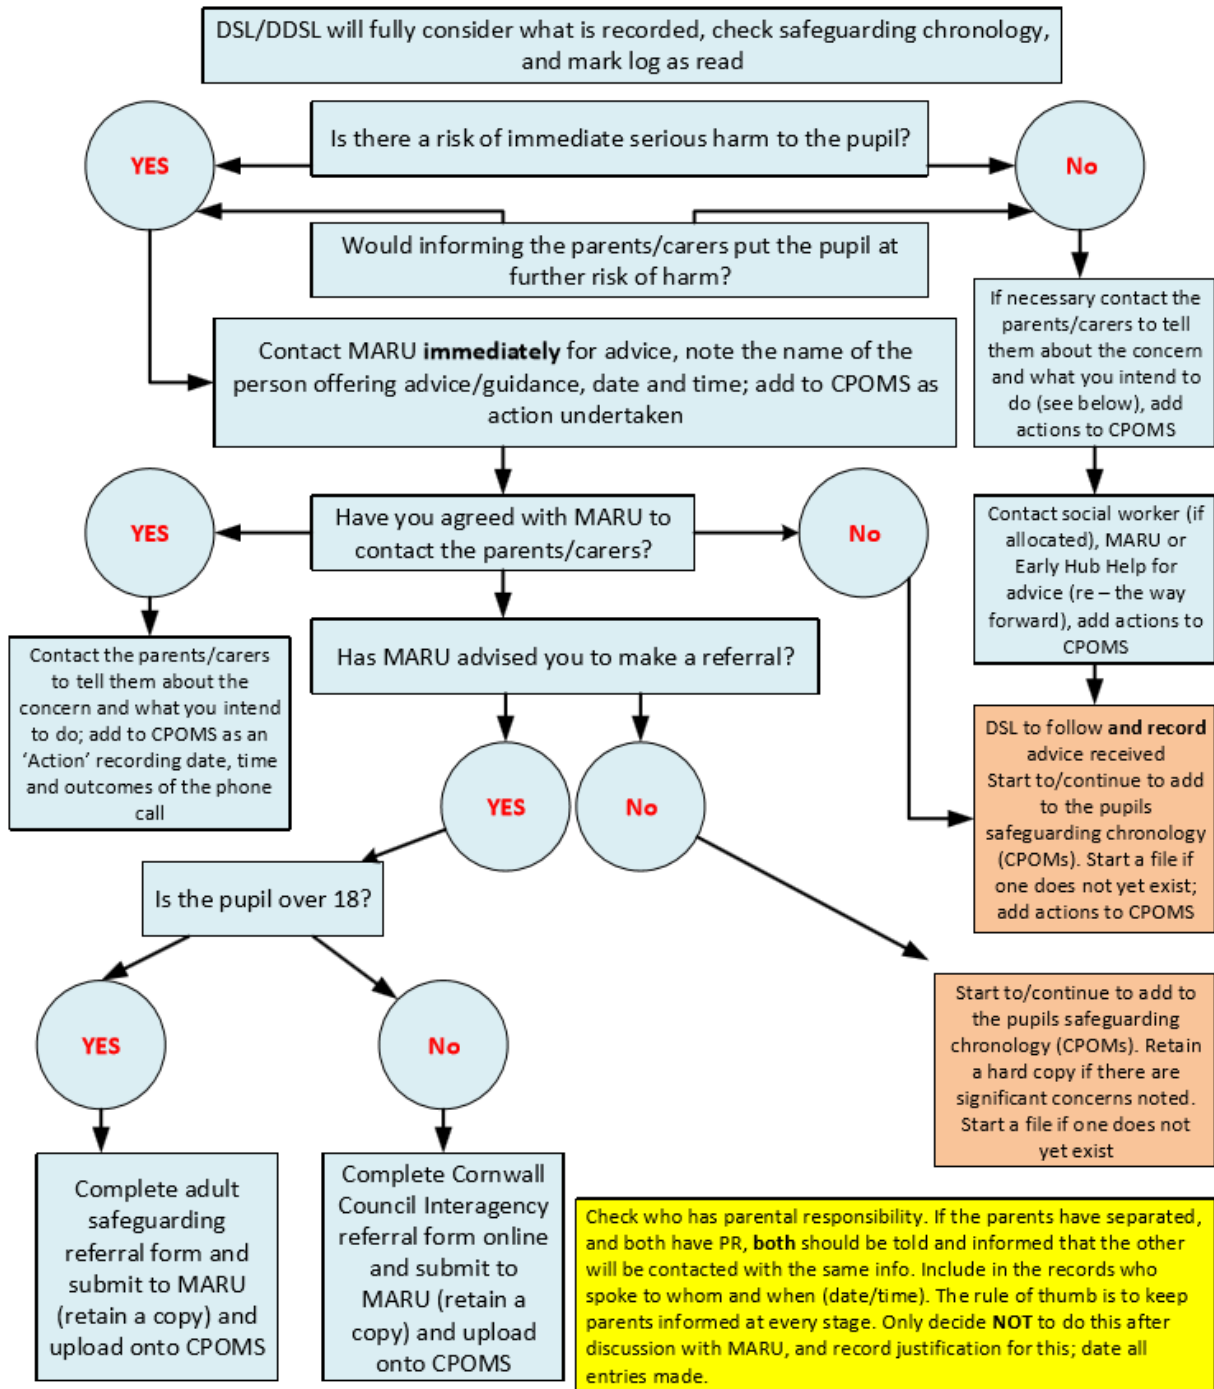 DSL/DDSL will fully consider what is recorded, check safeguarding chronology,
and mark log as read
Is there a risk of immediate serious harm to the pupil?
YES
No
Would informing the parents/carers put the pupil at
further risk of harm?
Contact MARU immediately for advice, note the name of the
person offering advice/guidance, date and time; add to CPOMS as
action undertaken
If necessary contact the
parents/carers to tell
them about the concern
and what you intend to
do (see below), add
actions to CPOMS
YES
Have you agreed with MARU to
contact the parents/carers?
No
Contact social worker (if
allocated), MARU or
Early Hub Help for
advice (re – the way
forward), add actions to
CPOMS
Contact the parents/carers
to tell them about the
concern and what you intend
to do; add to CPOMS as an
‘Action’ recording date, time
and outcomes of the phone
call
Has MARU advised you to make a referral?
DSL to follow and record
advice received
Start to/continue to add
to the pupils
safeguarding chronology
(CPOMs). Start a file if
one does not yet exist;
add actions to CPOMS
YES
No
Is the pupil over 18?
YES
No
Start to/continue to add to
the pupils safeguarding
chronology (CPOMs). Retain
a hard copy if there are
significant concerns noted.
Start a file if one does not
yet exist
Complete adult
safeguarding
referral form and
submit to MARU
(retain a copy) and
upload onto CPOMS
Complete Cornwall
Council Interagency
referral form online
and submit to
MARU (retain a
copy) and upload
onto CPOMS
Check who has parental responsibility. If the parents have separated,
and both have PR, both should be told and informed that the other
will be contacted with the same info. Include in the records who
spoke to whom and when (date/time). The rule of thumb is to keep
parents informed at every stage. Only decide NOT to do this after
discussion with MARU, and record justification for this; date all
entries made.